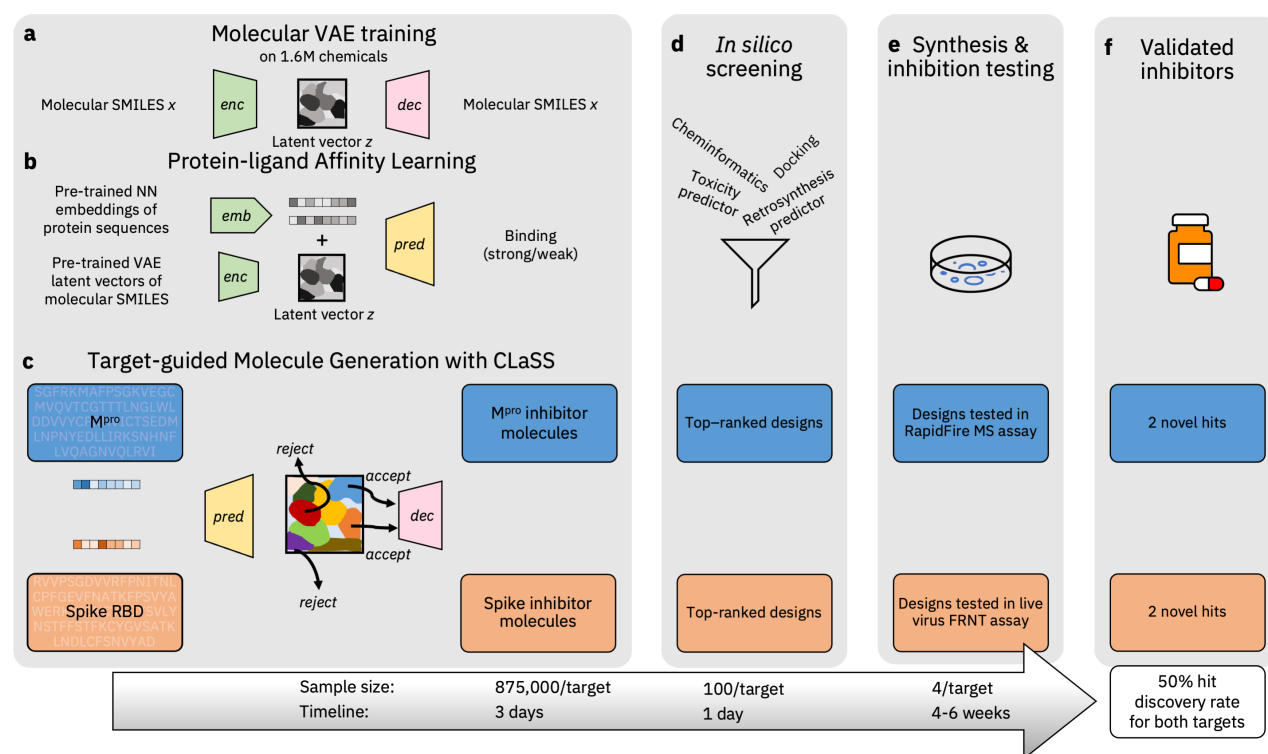 a
Molecular VAE training
on 1.6M chemicals
Molecular SMILES x
enc
dec
Molecular SMILES x
Latent vector z
b
Protein-ligand Affinity Learning
Pre-trained NN
embeddings of
protein sequences
emb
+
pred
Binding
(strong/weak)
Pre-trained VAE
latent vectors of
molecular SMILES
enc
Latent vector z
c
Target-guided Molecule Generation with CLaSS
SGFRKMAFPSGKVEGC
MVQVTCGTTTLNGLWL
DDVVYCP ICTSEDM
LNPNYEDLLIRKSNHNF
LVQAGNVQLRVI
Mpro
Mpro inhibitor
molecules
reject
accept
pred
dec
accept
reject
RVVPSGDVVRFPNITNL
CPFGEVFNATKFPSVYA
WER SVLY
NSTFFSTFKCYGVSATK
LNDLCFSNVYAD
Spike RBD
Spike inhibitor
molecules
d
In silico
screening
Cheminformatics
Docking
Toxicity
predictor
Retrosynthesis
predictor
Top–ranked designs
Top-ranked designs
e
Synthesis &
inhibition testing
Designs tested in
RapidFire MS assay
Designs tested in live
virus FRNT assay
f
Validated
inhibitors
2 novel hits
2 novel hits
Sample size: 875,000/target 100/target 4/target
Timeline: 3 days 1 day 4-6 weeks
50% hit
discovery rate
for both targets